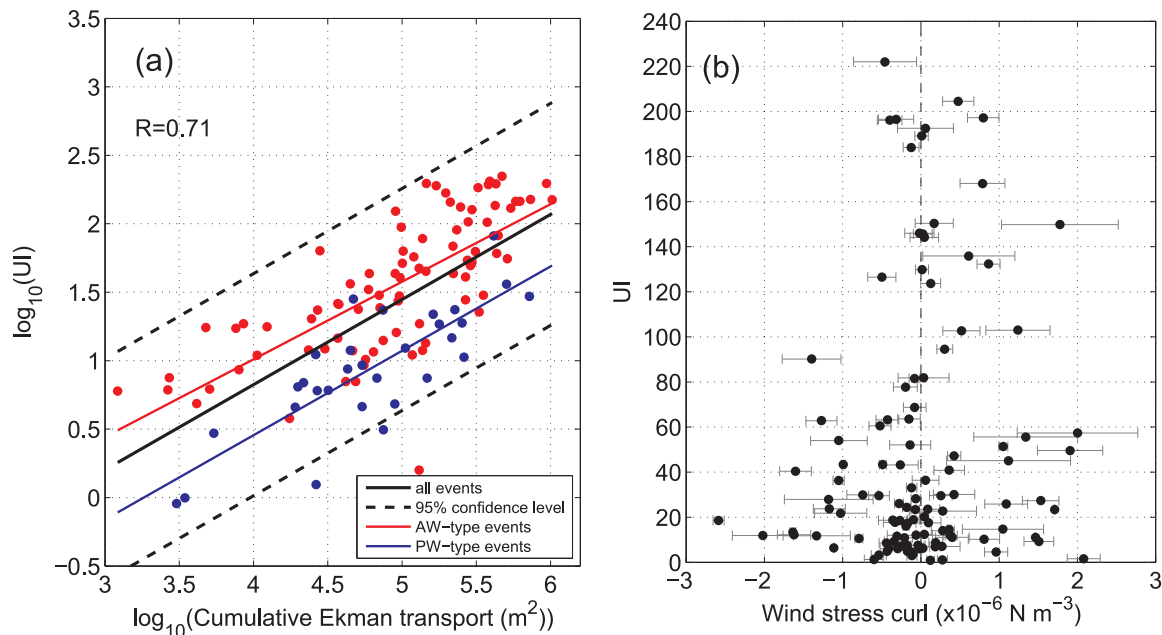 (a)
R=0.71
3.5
3
2.5
2
1.5
1
0.5
0
−0.5
log10(UI)
3 3.5 4 4.5 5 5.5 6
log10(Cumulative Ekman transport (m2))
all events
95% confidence level
AW−type events
PW−type events
(b)
240
220
200
180
160
140
120
100
80
60
40
20
0
UI
−3 −2 −1 0 1 2 3
Wind stress curl (x10−6 N m−3)